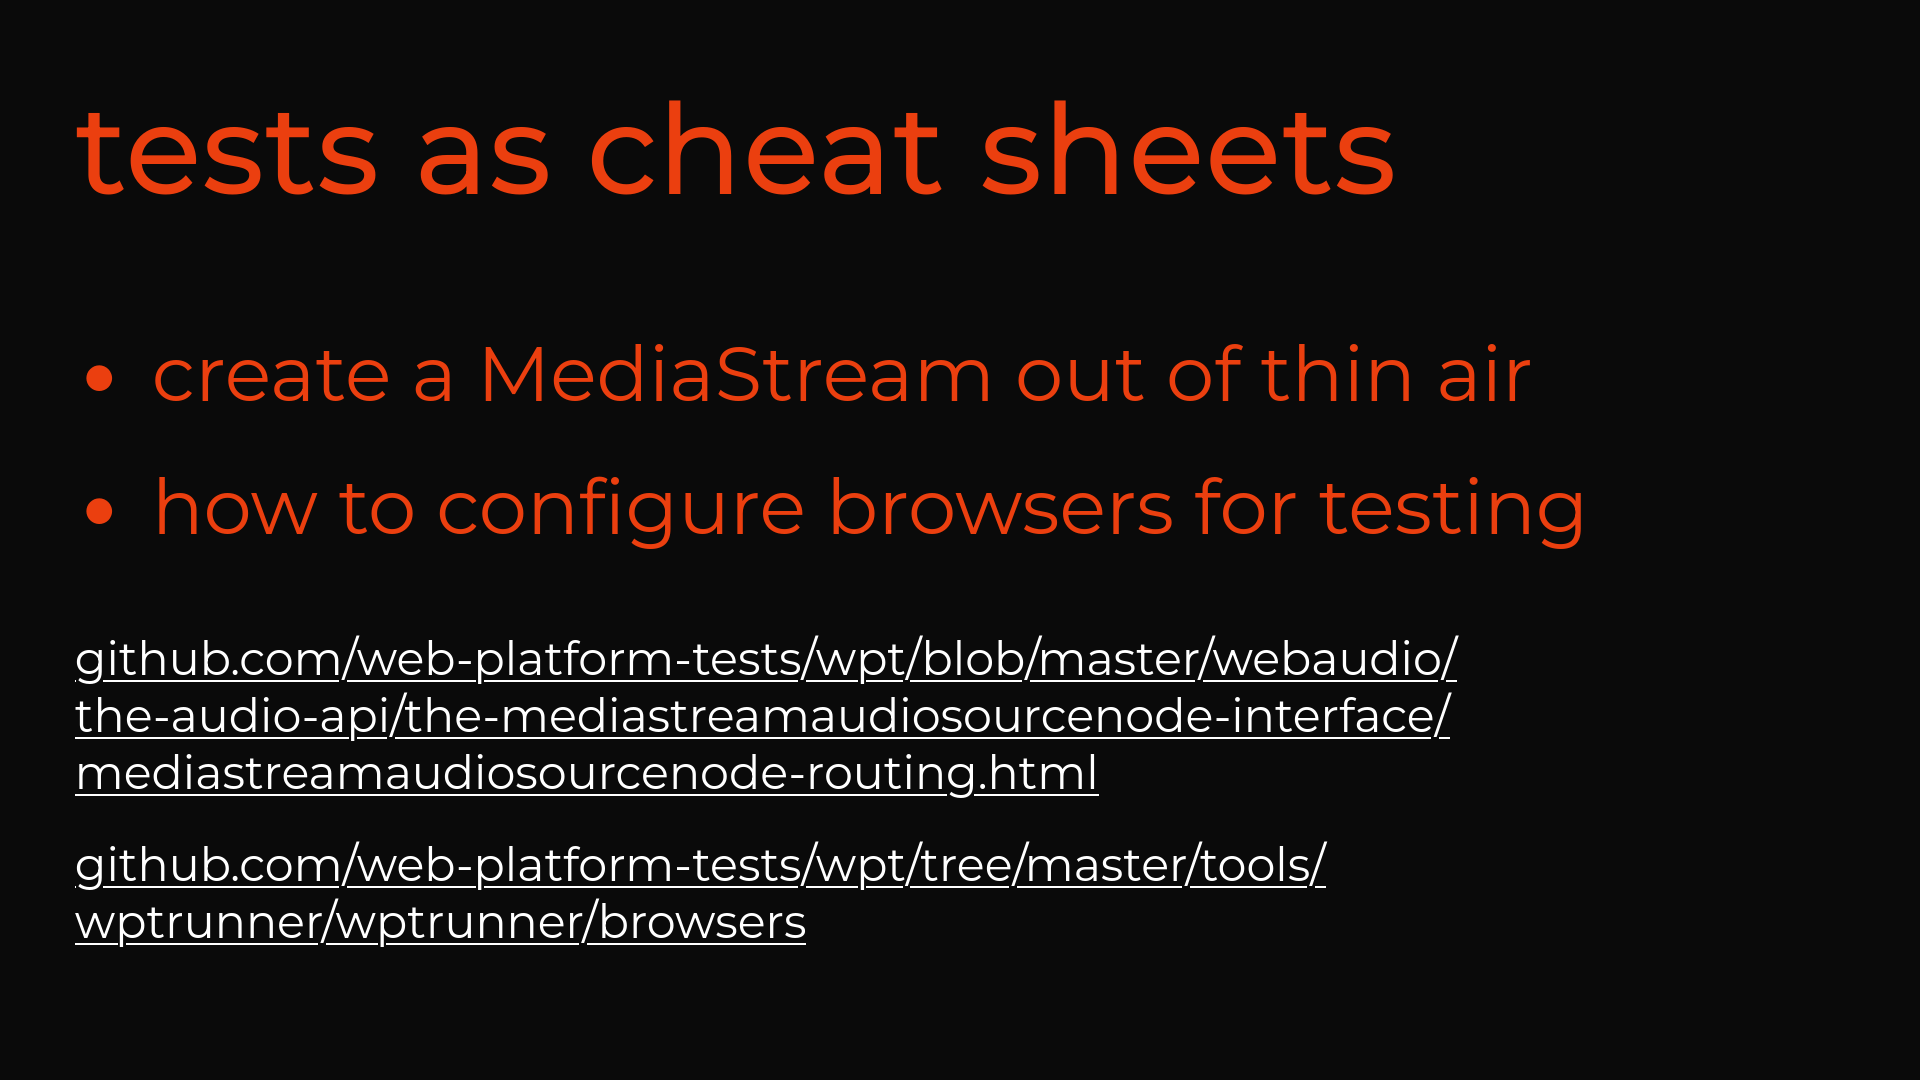 tests as cheat sheets
• create a MediaStream out of thin air
• how to configure browsers for testing
github.com/web-platform-tests/wpt/blob/master/webaudio/
the-audio-api/the-mediastreamaudiosourcenode-interface/
mediastreamaudiosourcenode-routing.html
github.com/web-platform-tests/wpt/tree/master/tools/
wptrunner/wptrunner/browsers